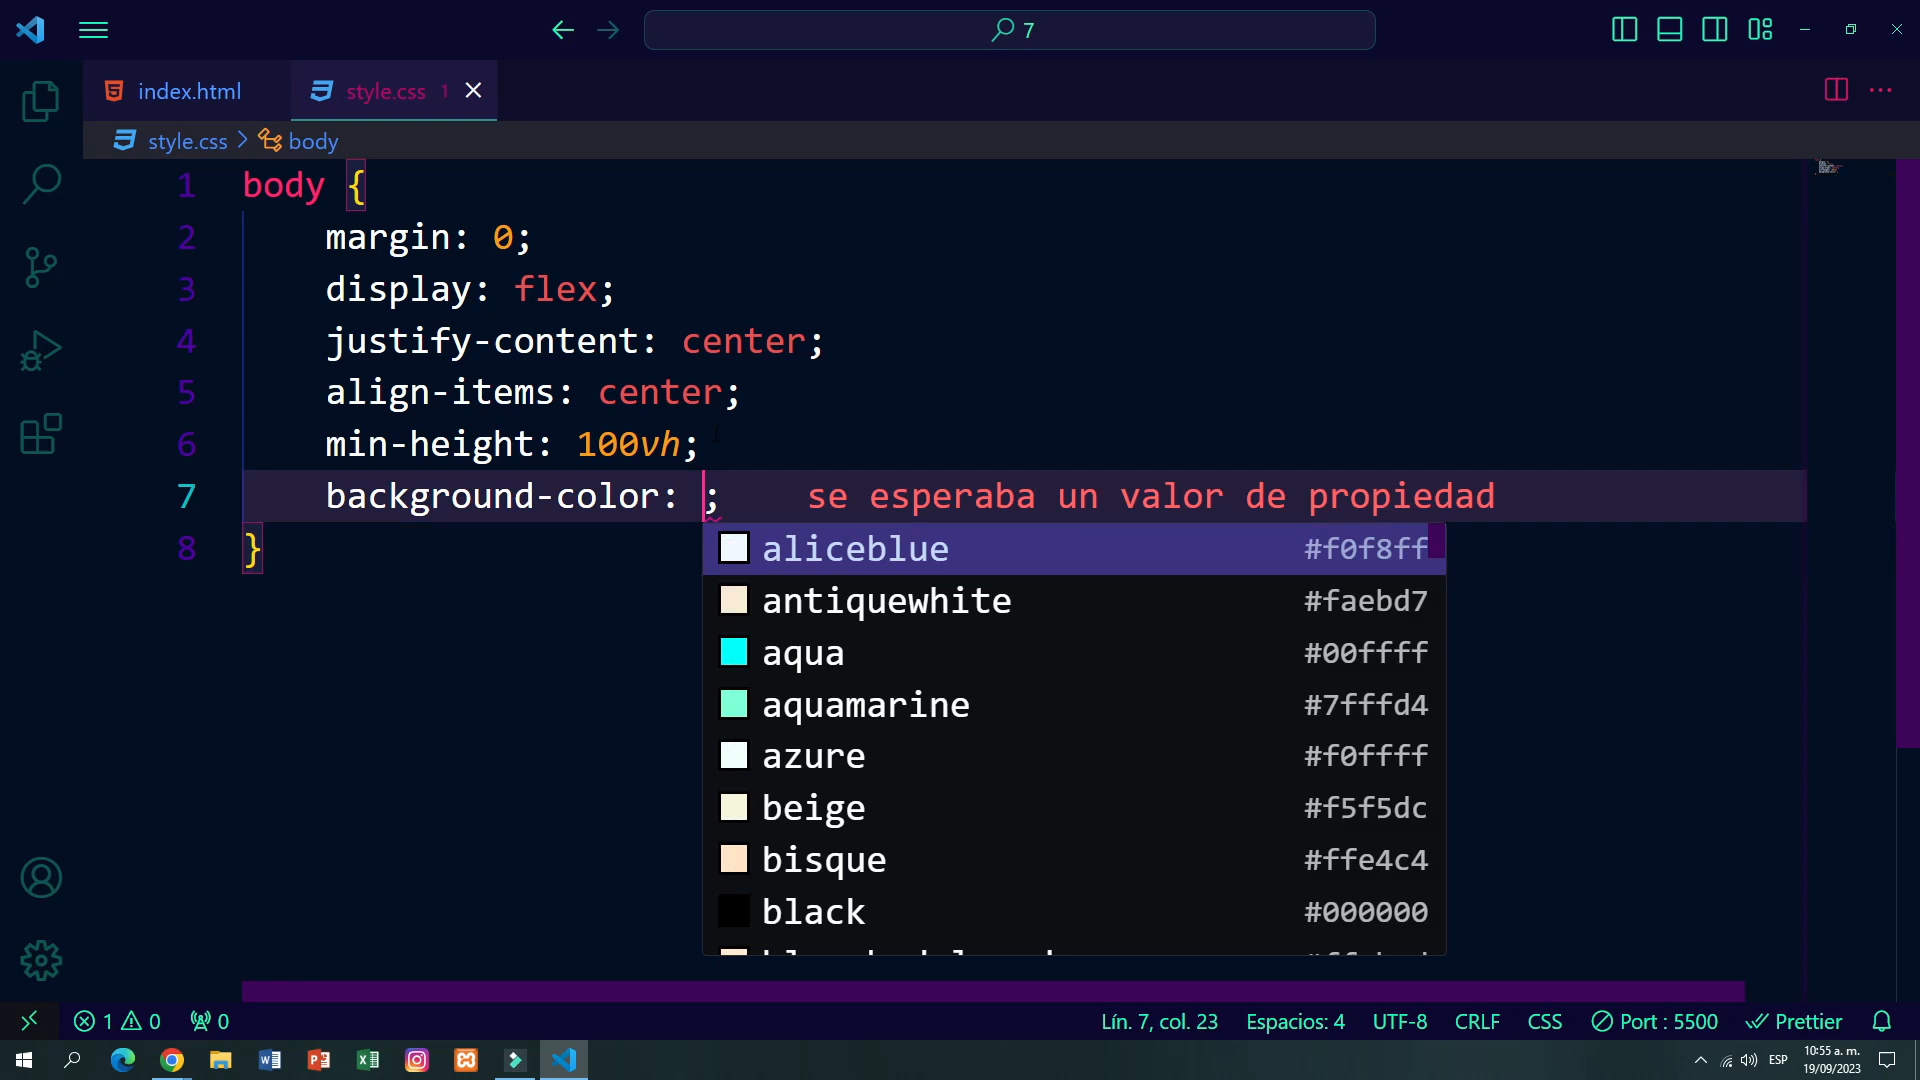 7
index.html
style.css 1
style.css > body
1 body {
2 margin: 0;
3 display: flex;
4 justify-content: center;
5 align-items: center;
6 min-height: 100vh;
7 background-color: ; se esperaba un valor de propiedad
8 }
aliceblue #f0f8ff
antiquewhite #faebd7
aqua #00ffff
aquamarine #7fffd4
azure #f0ffff
beige #f5f5dc
bisque #ffe4c4
black #000000
1 0 0 Lín. 7, col. 23 Espacios: 4 UTF-8 CRLF CSS Port : 5500 Prettier
ESP 10:55 a. m.
19/09/2023